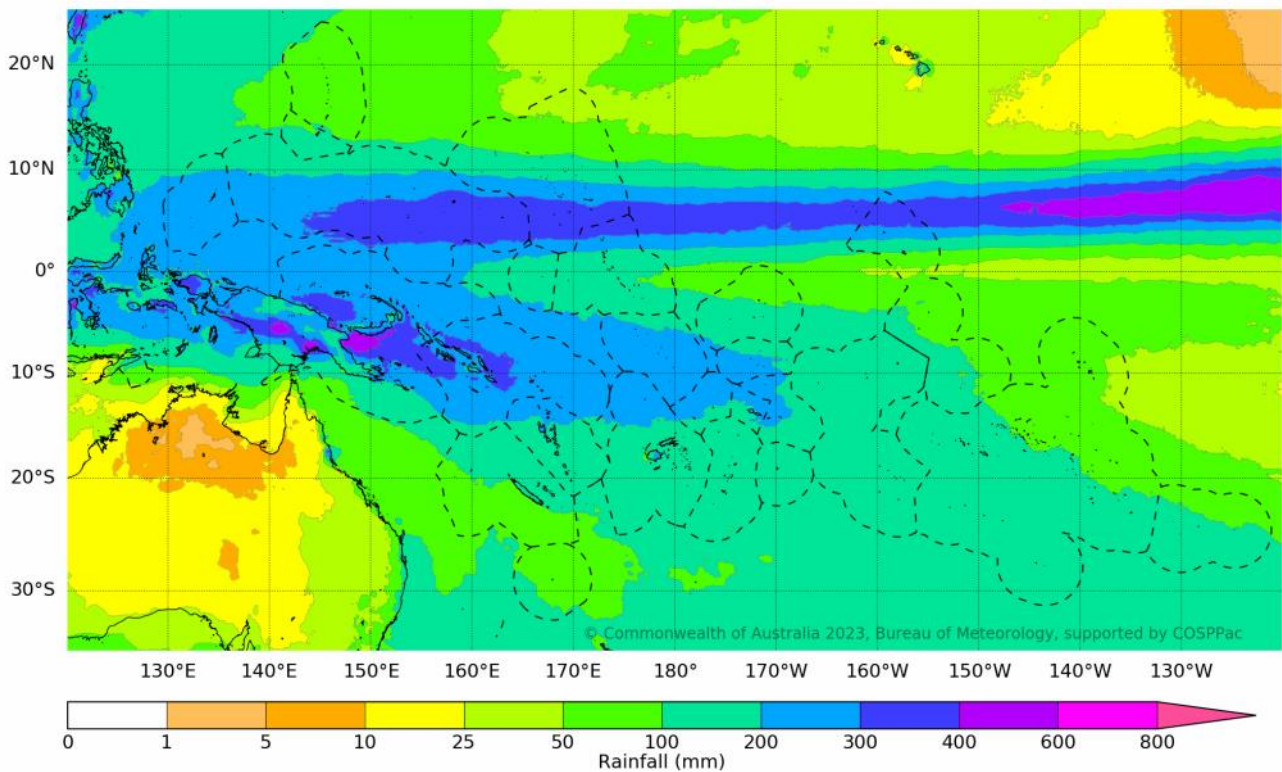 20°N
10°N
0°
10°S
20°S
30°S
© Commonwealth of Australia 2023, Bureau of Meteorology, supported by COSPPac
130°E 140°E 150°E 160°E 170°E 180° 170°W 160°W 150°W 140°W 130°W
0 1 5 10 25 50 100 200 300 400 600 800
Rainfall (mm)